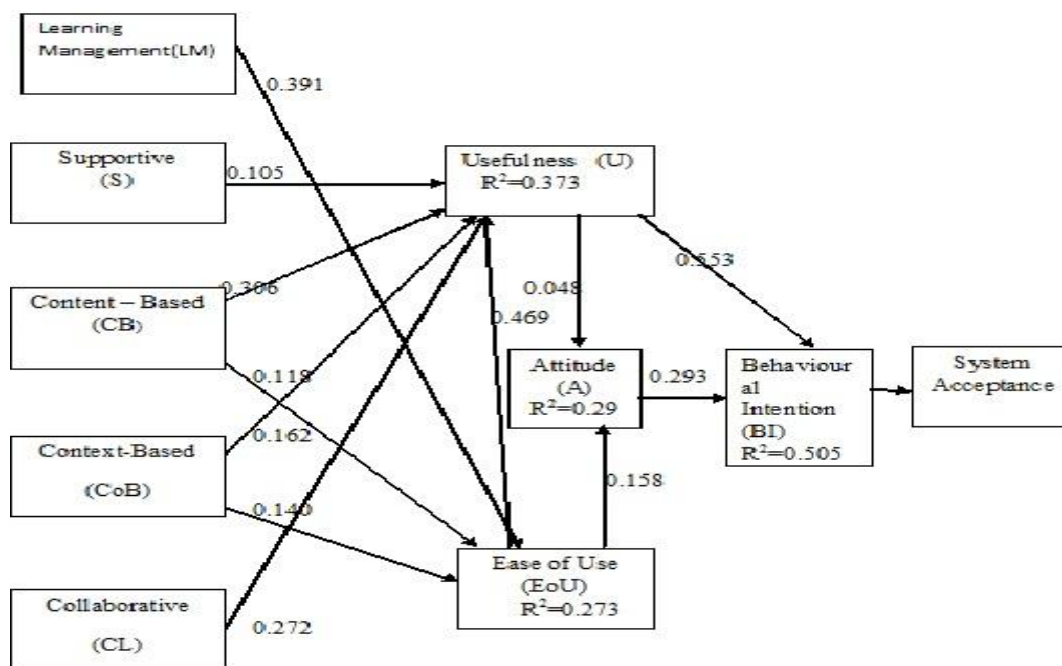 Learning
Management(LM)
0.391
Supportive
(S)
0.105
Usefulness (U)
R²=0.373
Content – Based
(CB)
0.306
0.048
0.553
0.469
Attitude
(A)
R²=0.29
0.293
Behaviour
al
Intention
(BI)
R²=0.505
System
Acceptance
0.118
Context-Based
(CoB)
0.162
0.140
0.158
Ease of Use
(EoU)
R²=0.273
Collaborative
(CL)
0.272